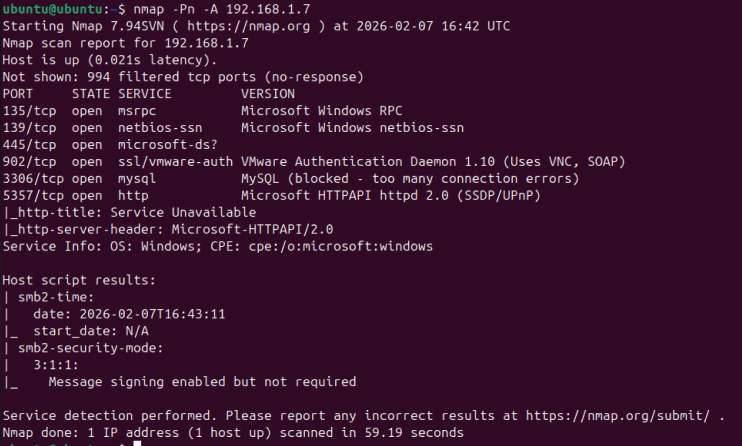 ubuntu@ubuntu:~$ nmap -Pn -A 192.168.1.7
Starting Nmap 7.94SVN ( https://nmap.org ) at 2026-02-07 16:42 UTC
Nmap scan report for 192.168.1.7
Host is up (0.021s latency).
Not shown: 994 filtered tcp ports (no-response)
PORT     STATE SERVICE         VERSION
135/tcp  open  msrpc           Microsoft Windows RPC
139/tcp  open  netbios-ssn     Microsoft Windows netbios-ssn
445/tcp  open  microsoft-ds?
902/tcp  open  ssl/vmware-auth VMware Authentication Daemon 1.10 (Uses VNC, SOAP)
3306/tcp open  mysql           MySQL (blocked - too many connection errors)
5357/tcp open  http            Microsoft HTTPAPI httpd 2.0 (SSDP/UPnP)
|_http-title: Service Unavailable
|_http-server-header: Microsoft-HTTPAPI/2.0
Service Info: OS: Windows; CPE: cpe:/o:microsoft:windows

Host script results:
| smb2-time:
|   date: 2026-02-07T16:43:11
|_  start_date: N/A
| smb2-security-mode:
|   3:1:1:
|_    Message signing enabled but not required

Service detection performed. Please report any incorrect results at https://nmap.org/submit/ .
Nmap done: 1 IP address (1 host up) scanned in 59.19 seconds